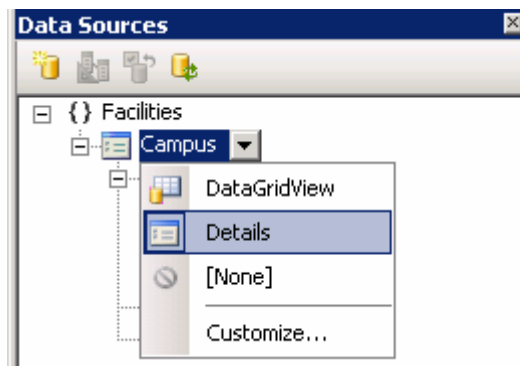 Data Sources
{} Facilities
Campus
DataGridView
Details
[None]
Customize...